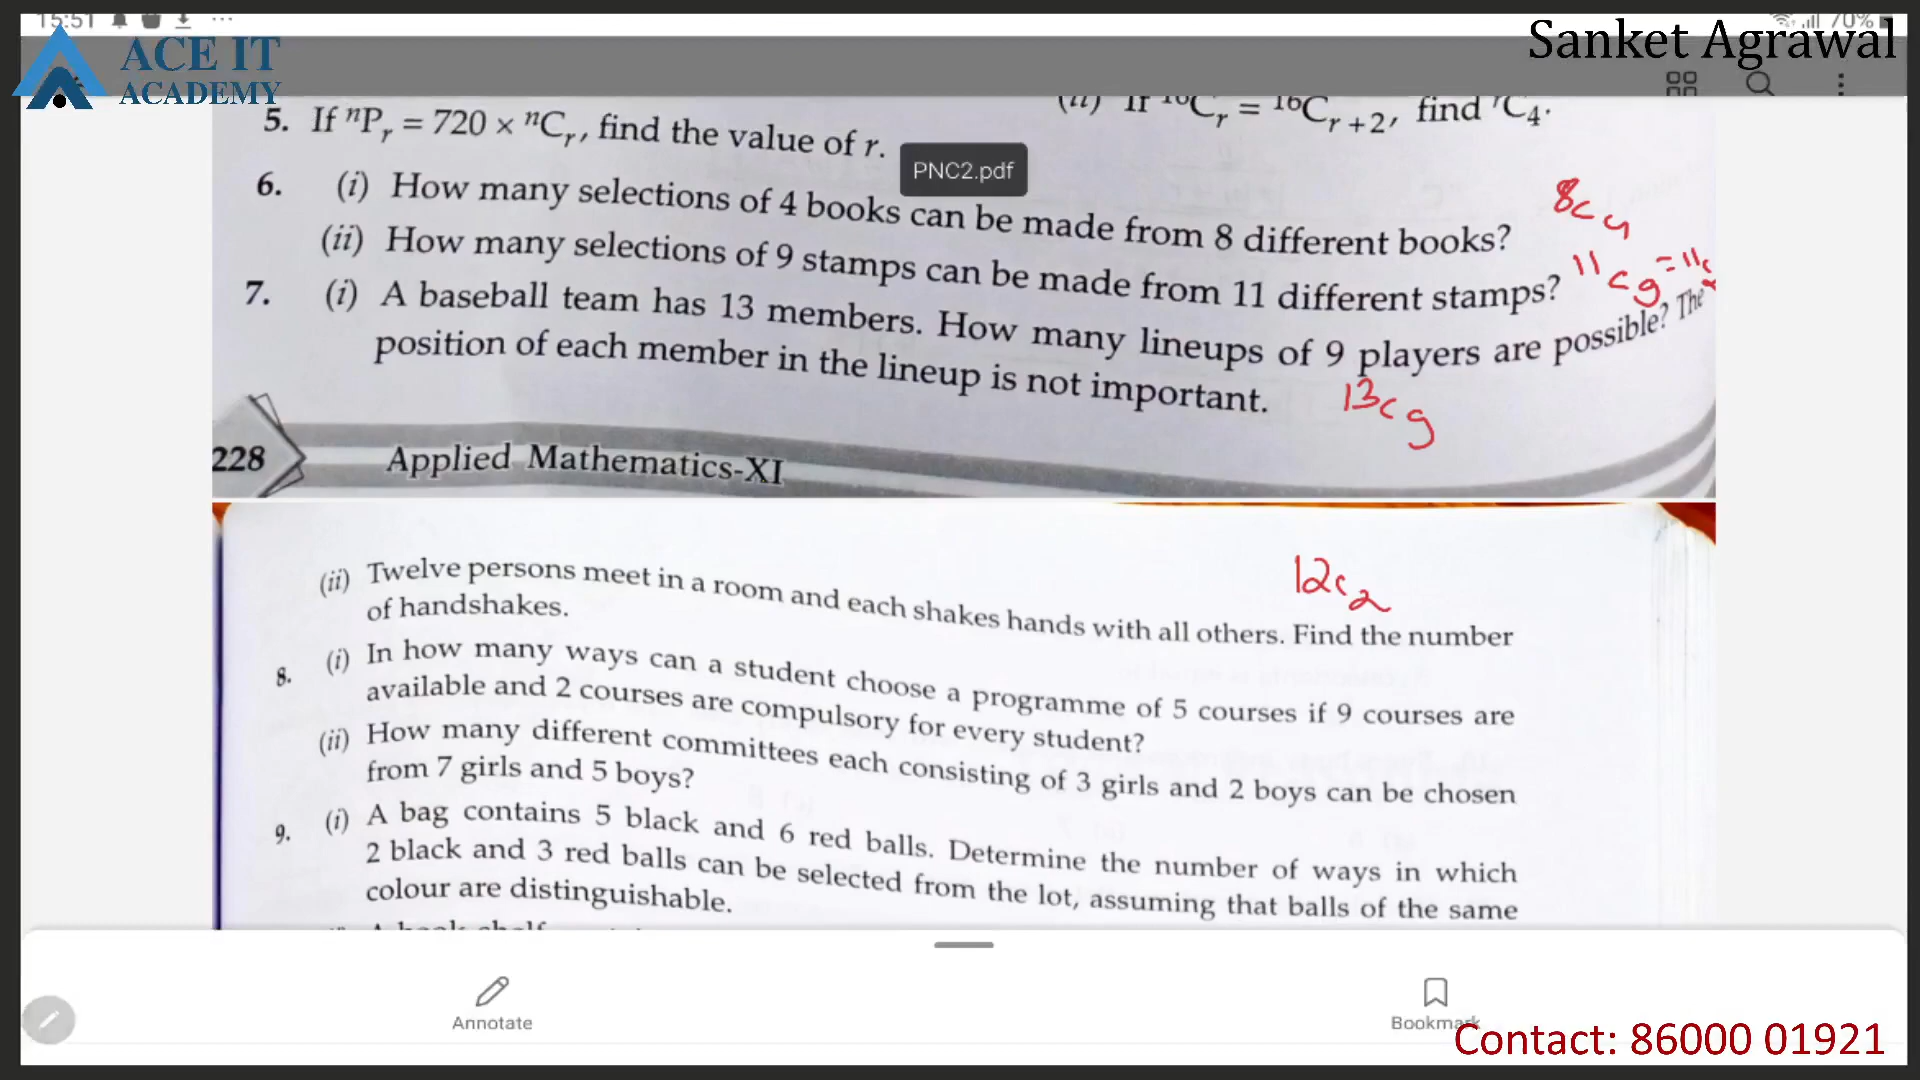 15:51
70%
Sanket Agrawal
ACE IT
ACADEMY
(ii) If ¹⁶Cᵣ = ¹⁶Cᵣ₊₂, find ʳC₄.
5. If ⁿPᵣ = 720 × ⁿCᵣ, find the value of r.
PNC2.pdf
6. (i) How many selections of 4 books can be made from 8 different books? 8C4
(ii) How many selections of 9 stamps can be made from 11 different stamps? 11C9 = 11C
7. (i) A baseball team has 13 members. How many lineups of 9 players are possible? The
position of each member in the lineup is not important. 13C9
228 Applied Mathematics-XI
12C2
(ii) Twelve persons meet in a room and each shakes hands with all others. Find the number
of handshakes.
8. (i) In how many ways can a student choose a programme of 5 courses if 9 courses are
available and 2 courses are compulsory for every student?
(ii) How many different committees each consisting of 3 girls and 2 boys can be chosen
from 7 girls and 5 boys?
9. (i) A bag contains 5 black and 6 red balls. Determine the number of ways in which
2 black and 3 red balls can be selected from the lot, assuming that balls of the same
colour are distinguishable.
Annotate
Bookmark
Contact: 86000 01921